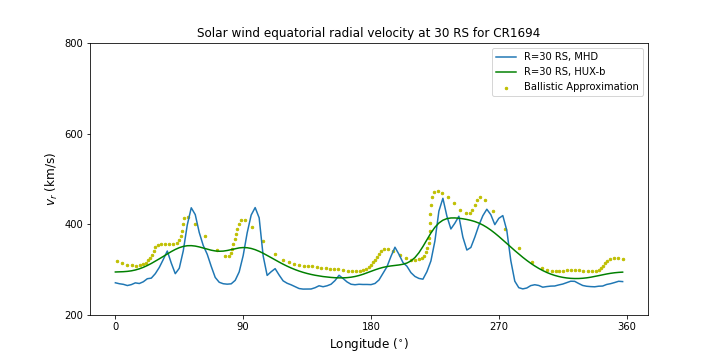 Solar wind equatorial radial velocity at 30 RS for CR1694
R=30 RS, MHD
R=30 RS, HUX-b
Ballistic Approximation
800
600
400
200
v_r (km/s)
0 90 180 270 360
Longitude (°)